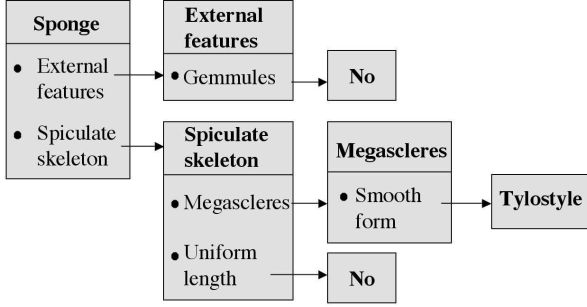 Sponge
• External
features
• Spiculate
skeleton
External
features
• Gemmules
No
Spiculate
skeleton
• Megascleres
• Uniform
length
Megascleres
• Smooth
form
Tylostyle
No